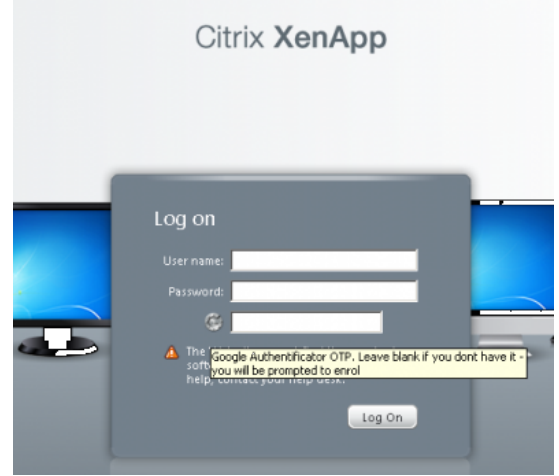 Citrix XenApp
Log on
User name:
Password:
The
Google Authentificator OTP. Leave blank if you dont have it -
soft
you will be prompted to enrol
help, contact your help desk.
Log On